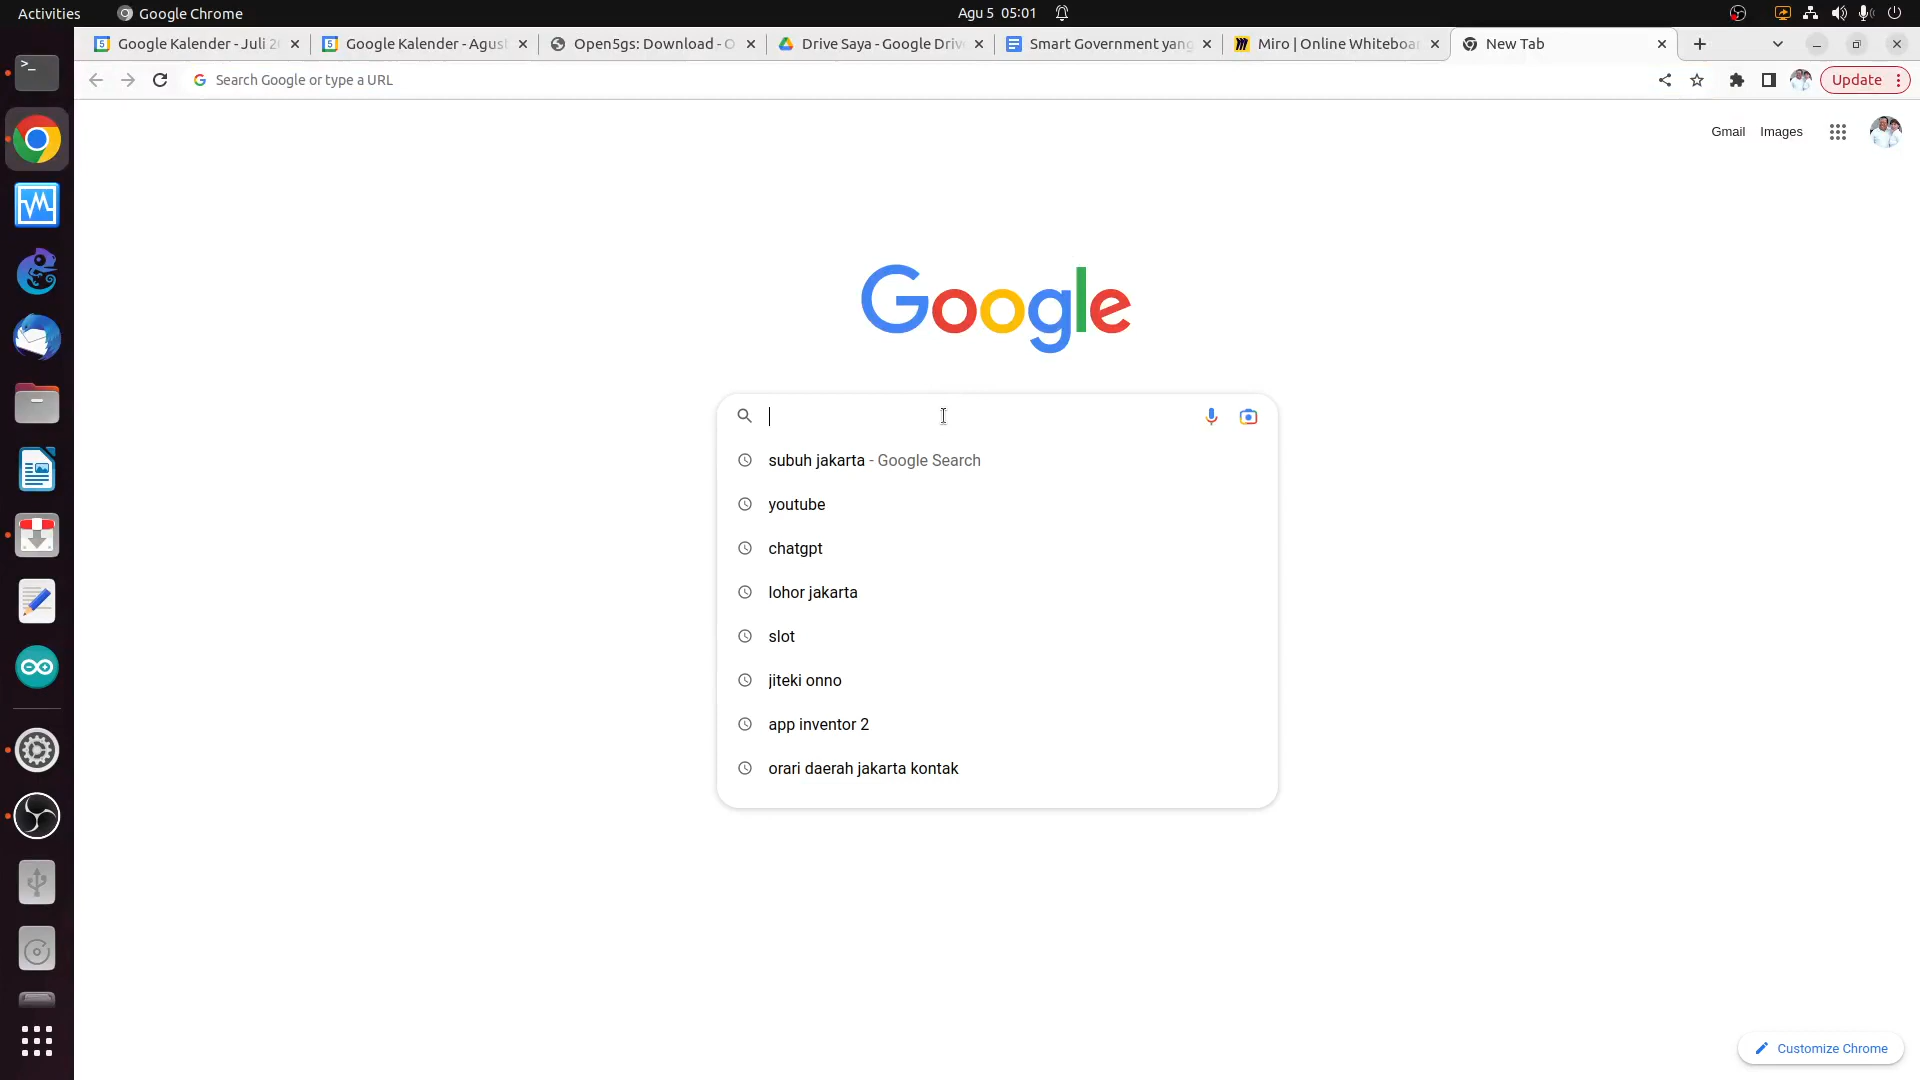 Activities
Google Chrome
Agu 5 05:01
Google Kalender - Juli 2
Google Kalender - Agust
Open5gs: Download - O
Drive Saya - Google Drive
Smart Government yang
Miro | Online Whiteboar
New Tab
Search Google or type a URL
Update
Gmail
Images
Google
subuh jakarta - Google Search
youtube
chatgpt
lohor jakarta
slot
jiteki onno
app inventor 2
orari daerah jakarta kontak
Customize Chrome